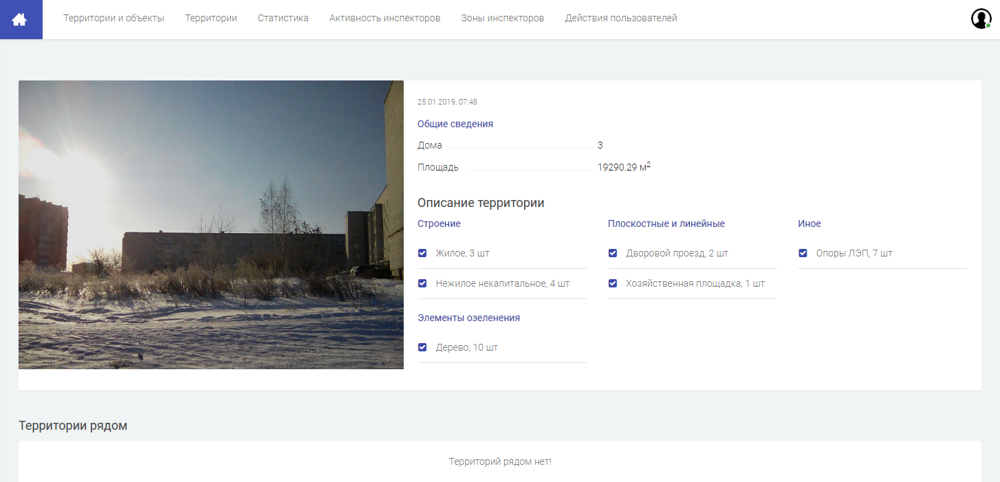 Территории и объекты Территории Статистика Активность инспекторов Зоны инспекторов Действия пользователей
25.01.2019, 07:48
Общие сведения
Дома 3
Площадь 19290.29 м²
Описание территории
Строение
Жилое, 3 шт
Нежилое некапитальное, 4 шт
Плоскостные и линейные
Дворовой проезд, 2 шт
Хозяйственная площадка, 1 шт
Иное
Опоры ЛЭП, 7 шт
Элементы озеленения
Дерево, 10 шт
Территории рядом
Территорий рядом нет!